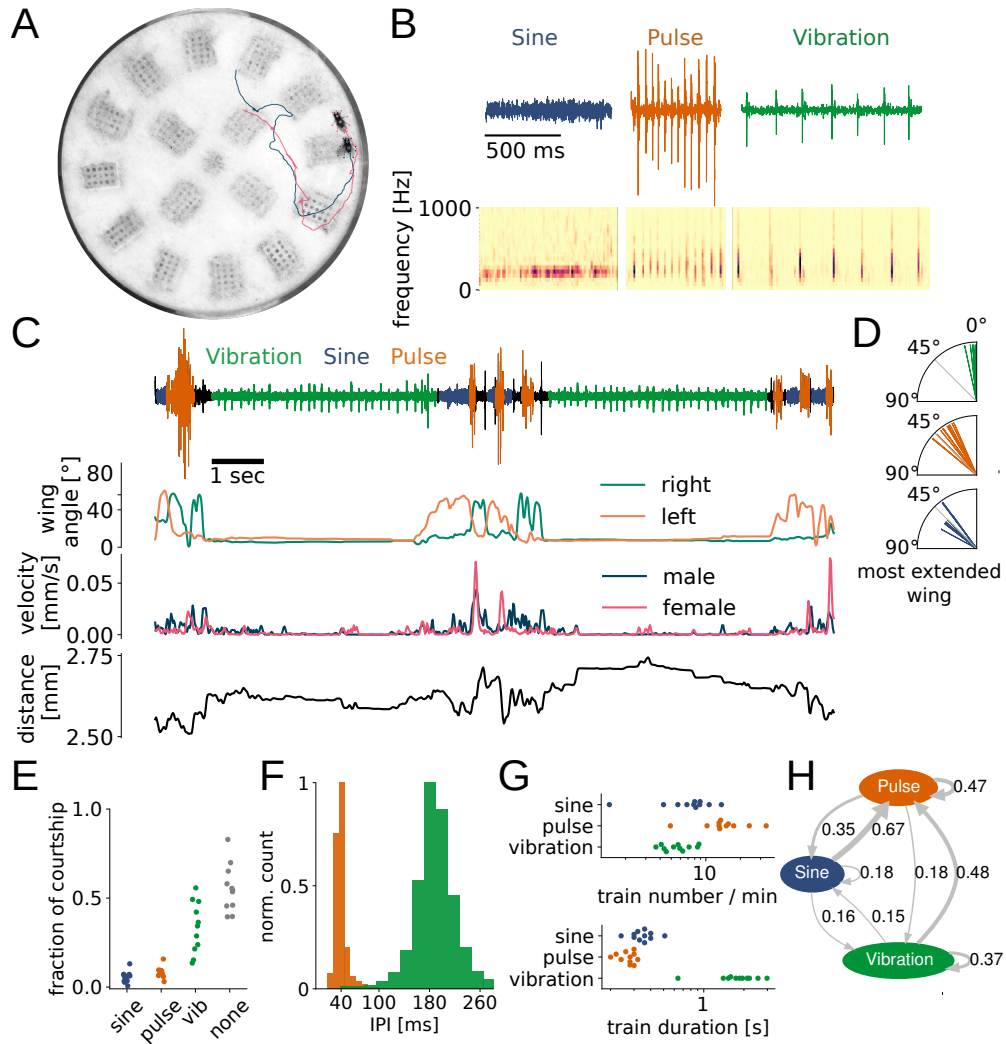 A
B
Sine Pulse Vibration
500 ms
frequency [Hz]
1000
0
C
Vibration Sine Pulse
1 sec
wing angle [°]
80
40
0
right
left
velocity [mm/s]
0.05
0.00
male
female
distance [mm]
2.75
2.50
D
0°
45°
90°
45°
90°
45°
90°
most extended
wing
E
fraction of courtship
1.0
0.5
0.0
sine pulse vib none
F
norm. count
1
0.5
0
40 100 180 260
IPI [ms]
G
sine
pulse
vibration
10
train number / min
sine
pulse
vibration
1
train duration [s]
H
Pulse
0.47
0.35 0.67
Sine
0.18 0.18 0.48
0.16 0.15
Vibration
0.37